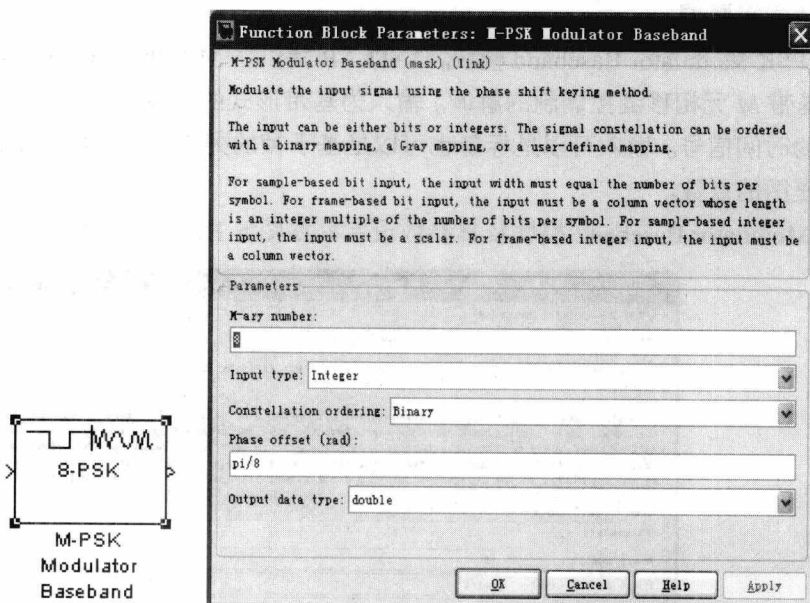 Function Block Parameters: M-PSK Modulator Baseband
M-PSK Modulator Baseband (mask) (link)
Modulate the input signal using the phase shift keying method.
The input can be either bits or integers. The signal constellation can be ordered
with a binary mapping, a Gray mapping, or a user-defined mapping.
For sample-based bit input, the input width must equal the number of bits per
symbol. For frame-based bit input, the input must be a column vector whose length
is an integer multiple of the number of bits per symbol. For sample-based integer
input, the input must be a scalar. For frame-based integer input, the input must be
a column vector.
Parameters
M-ary number:
8
Input type: Integer
Constellation ordering: Binary
Phase offset (rad):
pi/8
Output data type: double
OK Cancel Help Apply
8-PSK
M-PSK
Modulator
Baseband